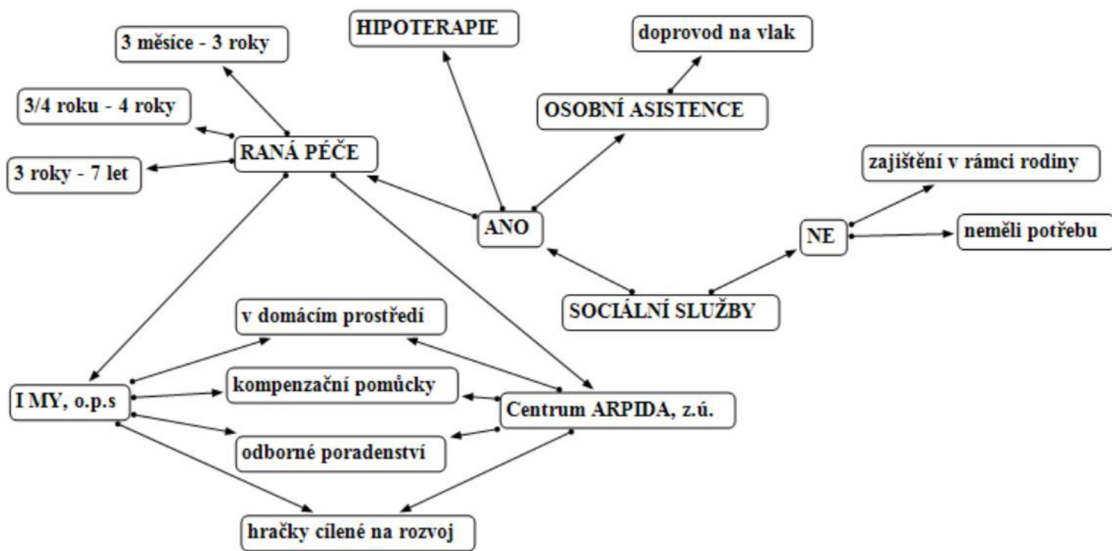 HIPOTERAPIE
doprovod na vlak
3 měsíce - 3 roky
3/4 roku - 4 roky
OSOBNÍ ASISTENCE
RANÁ PÉČE
3 roky - 7 let
zajištění v rámci rodiny
ANO
NE
neměli potřebu
SOCIÁLNÍ SLUŽBY
v domácím prostředí
kompenzační pomůcky
I MY, o.p.s
Centrum ARPIDA, z.ú.
odborné poradenství
hračky cílené na rozvoj